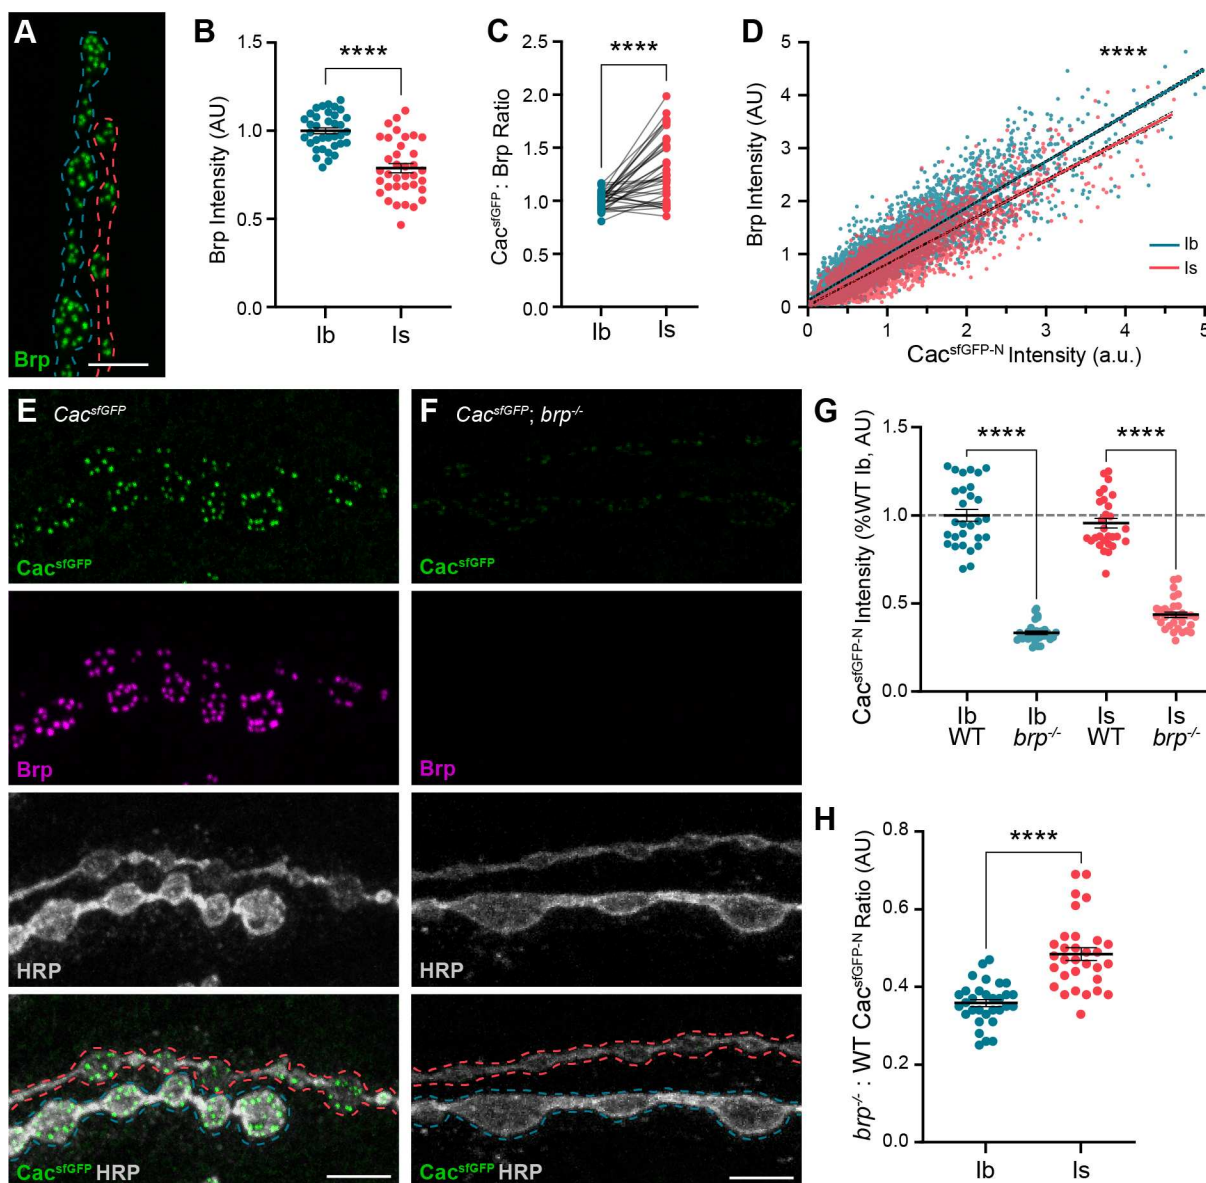 A
Brp
B
****
Brp Intensity (AU)
1.5
1.0
0.5
0.0
Ib Is
C
****
Cac^sfGFP : Brp Ratio
2.5
2.0
1.5
1.0
0.5
0.0
Ib Is
D
****
Brp Intensity (AU)
5
4
3
2
1
0
0 1 2 3 4 5
Cac^sfGFP-N Intensity (a.u.)
Ib
Is
E Cac^sfGFP
Cac^sfGFP
Brp
HRP
Cac^sfGFP HRP
F Cac^sfGFP; brp^-/-
Cac^sfGFP
Brp
HRP
Cac^sfGFP HRP
G
**** ****
Cac^sfGFP-N Intensity (%WT Ib, AU)
1.5
1.0
0.5
0.0
Ib Ib Is Is
WT brp^-/- WT brp^-/-
H
****
brp^-/- : WT Cac^sfGFP-N Ratio (AU)
0.8
0.6
0.4
0.2
0.0
Ib Is